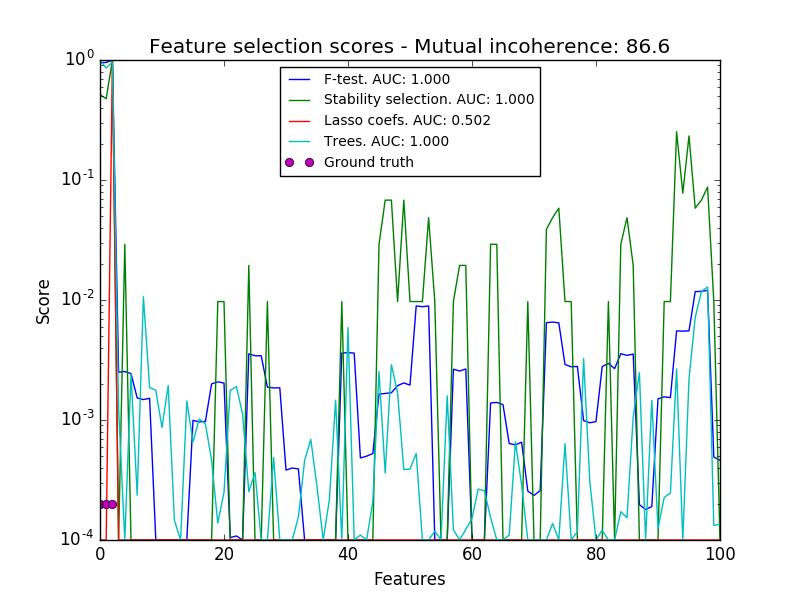 Feature selection scores - Mutual incoherence: 86.6
F-test. AUC: 1.000
Stability selection. AUC: 1.000
Lasso coefs. AUC: 0.502
Trees. AUC: 1.000
Ground truth
Score
10^0
10^-1
10^-2
10^-3
10^-4
0 20 40 60 80 100
Features